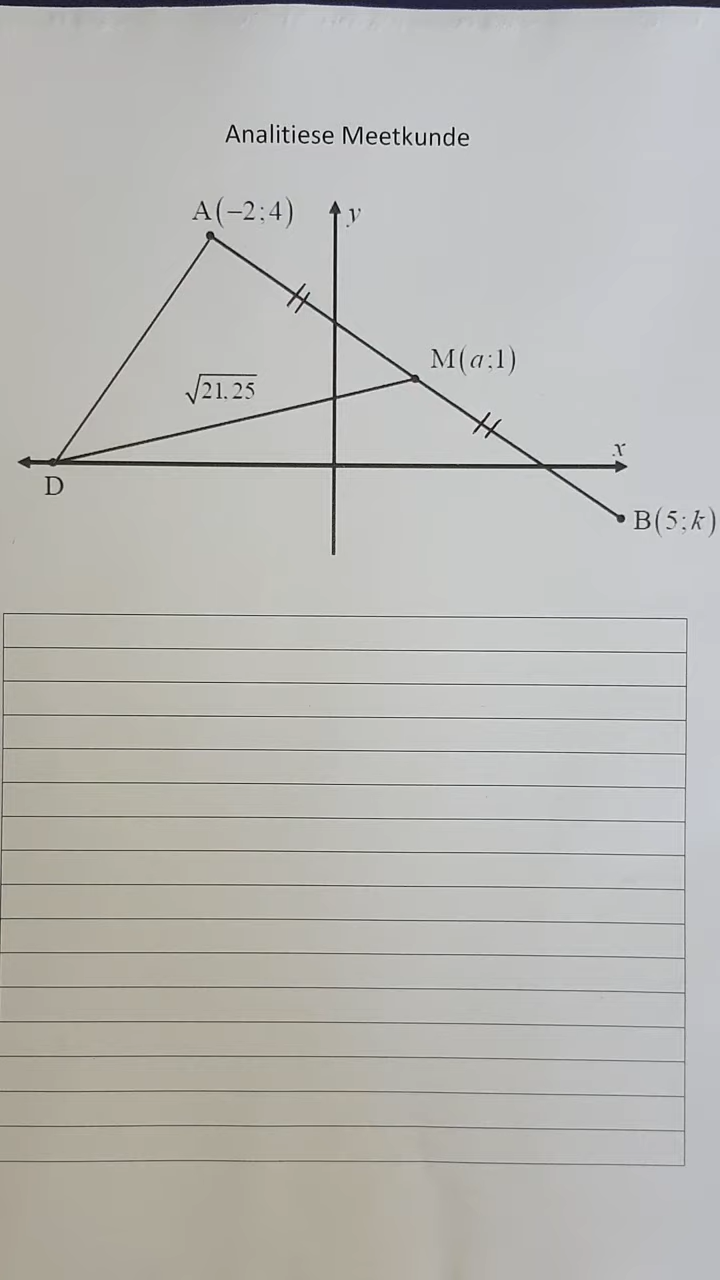 Analitiese Meetkunde
A(−2;4)
y
M(a;1)
√21,25
x
D
B(5;k)